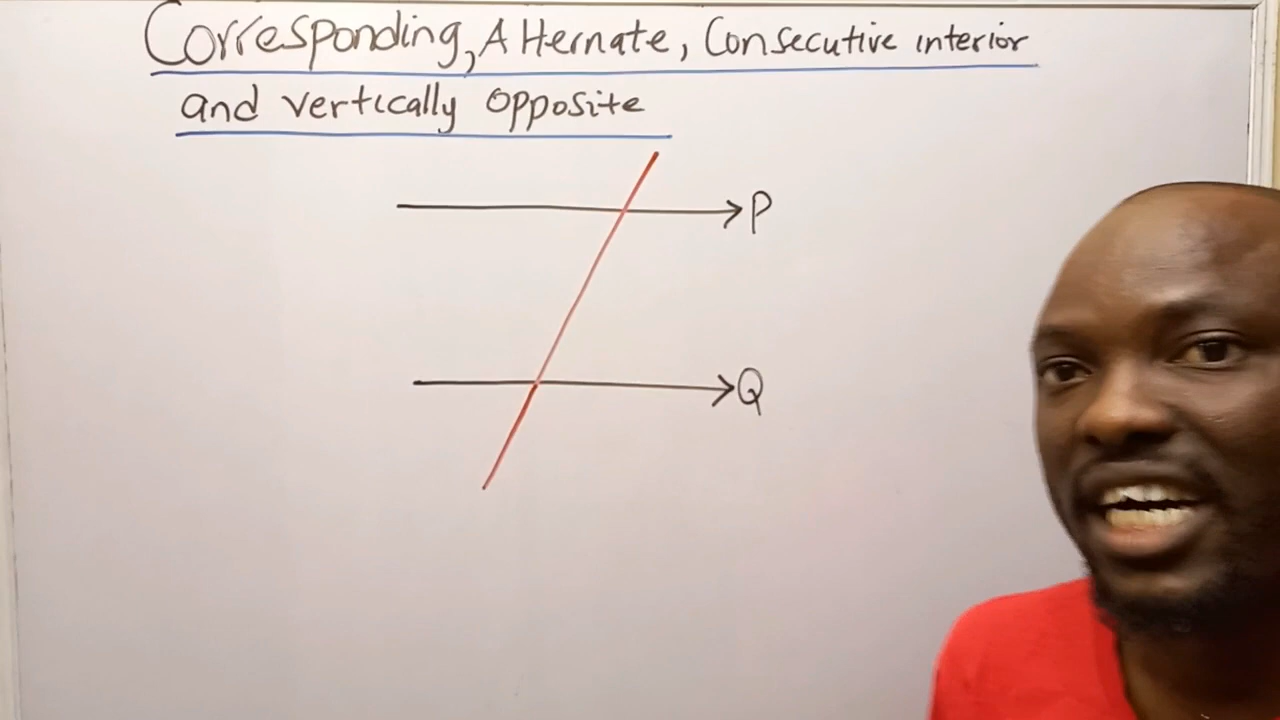 Corresponding, Alternate, Consecutive interior
and vertically opposite
P
Q